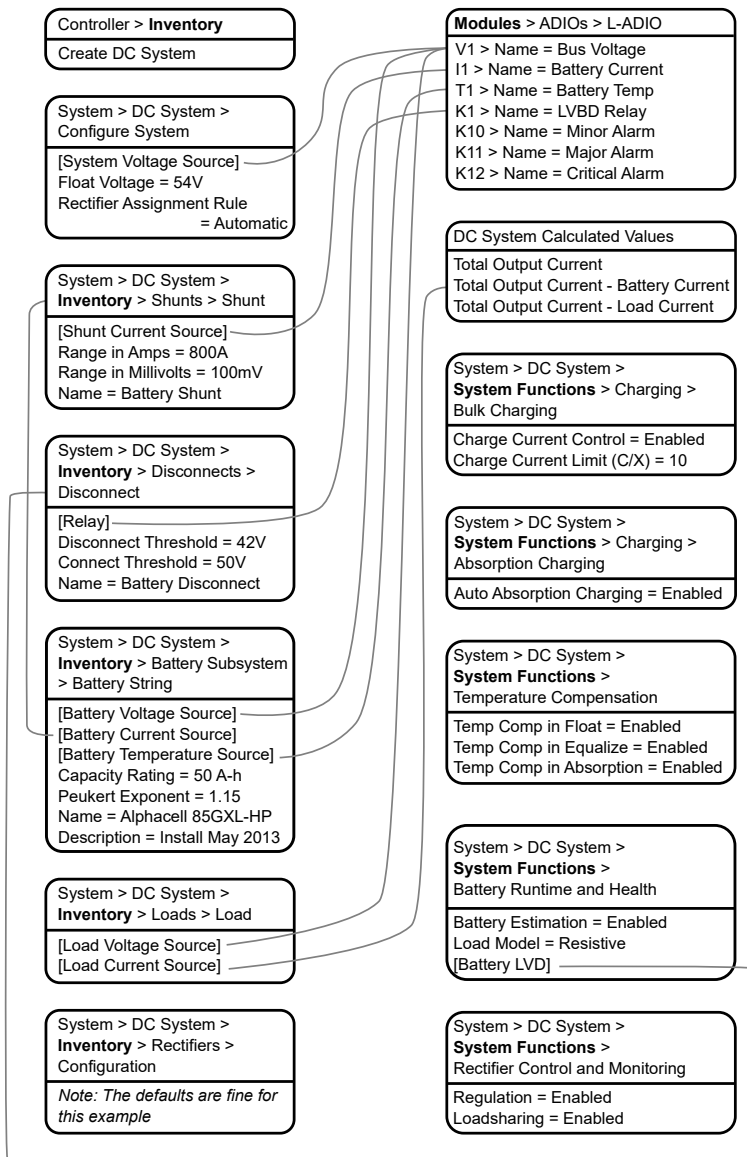 Controller > Inventory
Create DC System
System > DC System >
Configure System
[System Voltage Source]
Float Voltage = 54V
Rectifier Assignment Rule
= Automatic
System > DC System >
Inventory > Shunts > Shunt
[Shunt Current Source]
Range in Amps = 800A
Range in Millivolts = 100mV
Name = Battery Shunt
System > DC System >
Inventory > Disconnects >
Disconnect
[Relay]
Disconnect Threshold = 42V
Connect Threshold = 50V
Name = Battery Disconnect
System > DC System >
Inventory > Battery Subsystem
> Battery String
[Battery Voltage Source]
[Battery Current Source]
[Battery Temperature Source]
Capacity Rating = 50 A-h
Peukert Exponent = 1.15
Name = Alphacell 85GXL-HP
Description = Install May 2013
System > DC System >
Inventory > Loads > Load
[Load Voltage Source]
[Load Current Source]
System > DC System >
Inventory > Rectifiers >
Configuration
Note: The defaults are fine for
this example
Modules > ADIOs > L-ADIO
V1 > Name = Bus Voltage
I1 > Name = Battery Current
T1 > Name = Battery Temp
K1 > Name = LVBD Relay
K10 > Name = Minor Alarm
K11 > Name = Major Alarm
K12 > Name = Critical Alarm
DC System Calculated Values
Total Output Current
Total Output Current - Battery Current
Total Output Current - Load Current
System > DC System >
System Functions > Charging >
Bulk Charging
Charge Current Control = Enabled
Charge Current Limit (C/X) = 10
System > DC System >
System Functions > Charging >
Absorption Charging
Auto Absorption Charging = Enabled
System > DC System >
System Functions >
Temperature Compensation
Temp Comp in Float = Enabled
Temp Comp in Equalize = Enabled
Temp Comp in Absorption = Enabled
System > DC System >
System Functions >
Battery Runtime and Health
Battery Estimation = Enabled
Load Model = Resistive
[Battery LVD]
System > DC System >
System Functions >
Rectifier Control and Monitoring
Regulation = Enabled
Loadsharing = Enabled